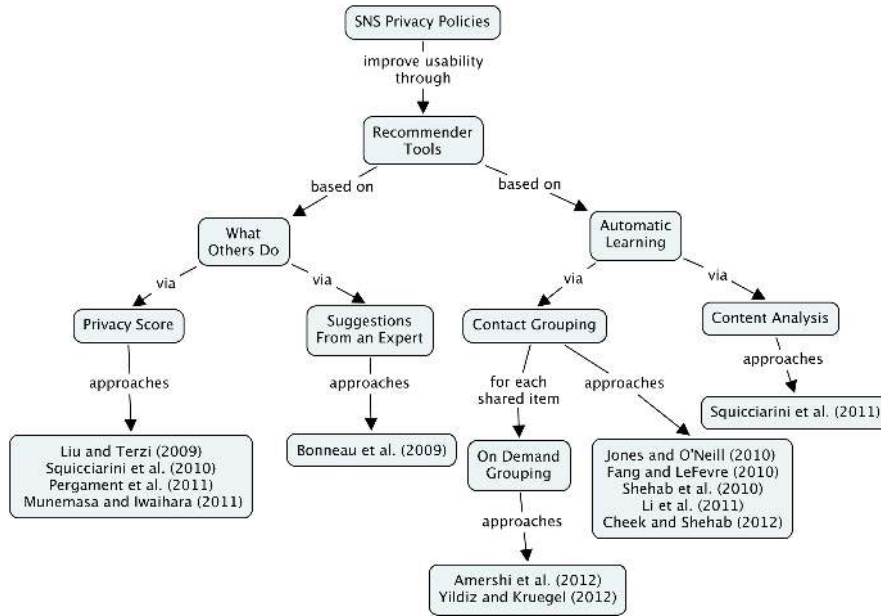 SNS Privacy Policies
improve usability
through
Recommender
Tools
based on
based on
What
Others Do
Automatic
Learning
via
via
via
via
Privacy Score
Suggestions
From an Expert
Contact Grouping
Content Analysis
approaches
approaches
for each
shared item
approaches
approaches
Liu and Terzi (2009)
Squicciarini et al. (2010)
Pergament et al. (2011)
Munemasa and Iwaihara (2011)
Bonneau et al. (2009)
On Demand
Grouping
Jones and O'Neill (2010)
Fang and LeFevre (2010)
Shehab et al. (2010)
Li et al. (2011)
Cheek and Shehab (2012)
Squicciarini et al. (2011)
approaches
Amershi et al. (2012)
Yildiz and Kruegel (2012)